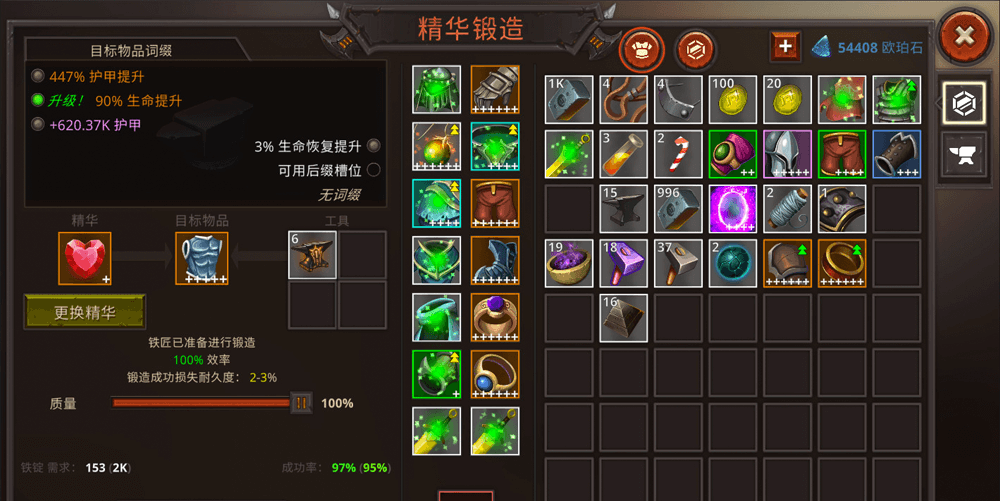 精华锻造
54408 欧珀石
目标物品词缀
447% 护甲提升
升级! 90% 生命提升
+620.37K 护甲
3% 生命恢复提升
可用后缀槽位
无词缀
精华
目标物品
工具
+
+++++
6
更换精华
铁匠已准备进行锻造
100% 效率
锻造成功损失耐久度: 2-3%
质量
100%
铁锭 需求: 153 (2K)
成功率: 97% (95%)
1K
4
4
100
20
3
2
15
996
2
1
19
18
37
2
16